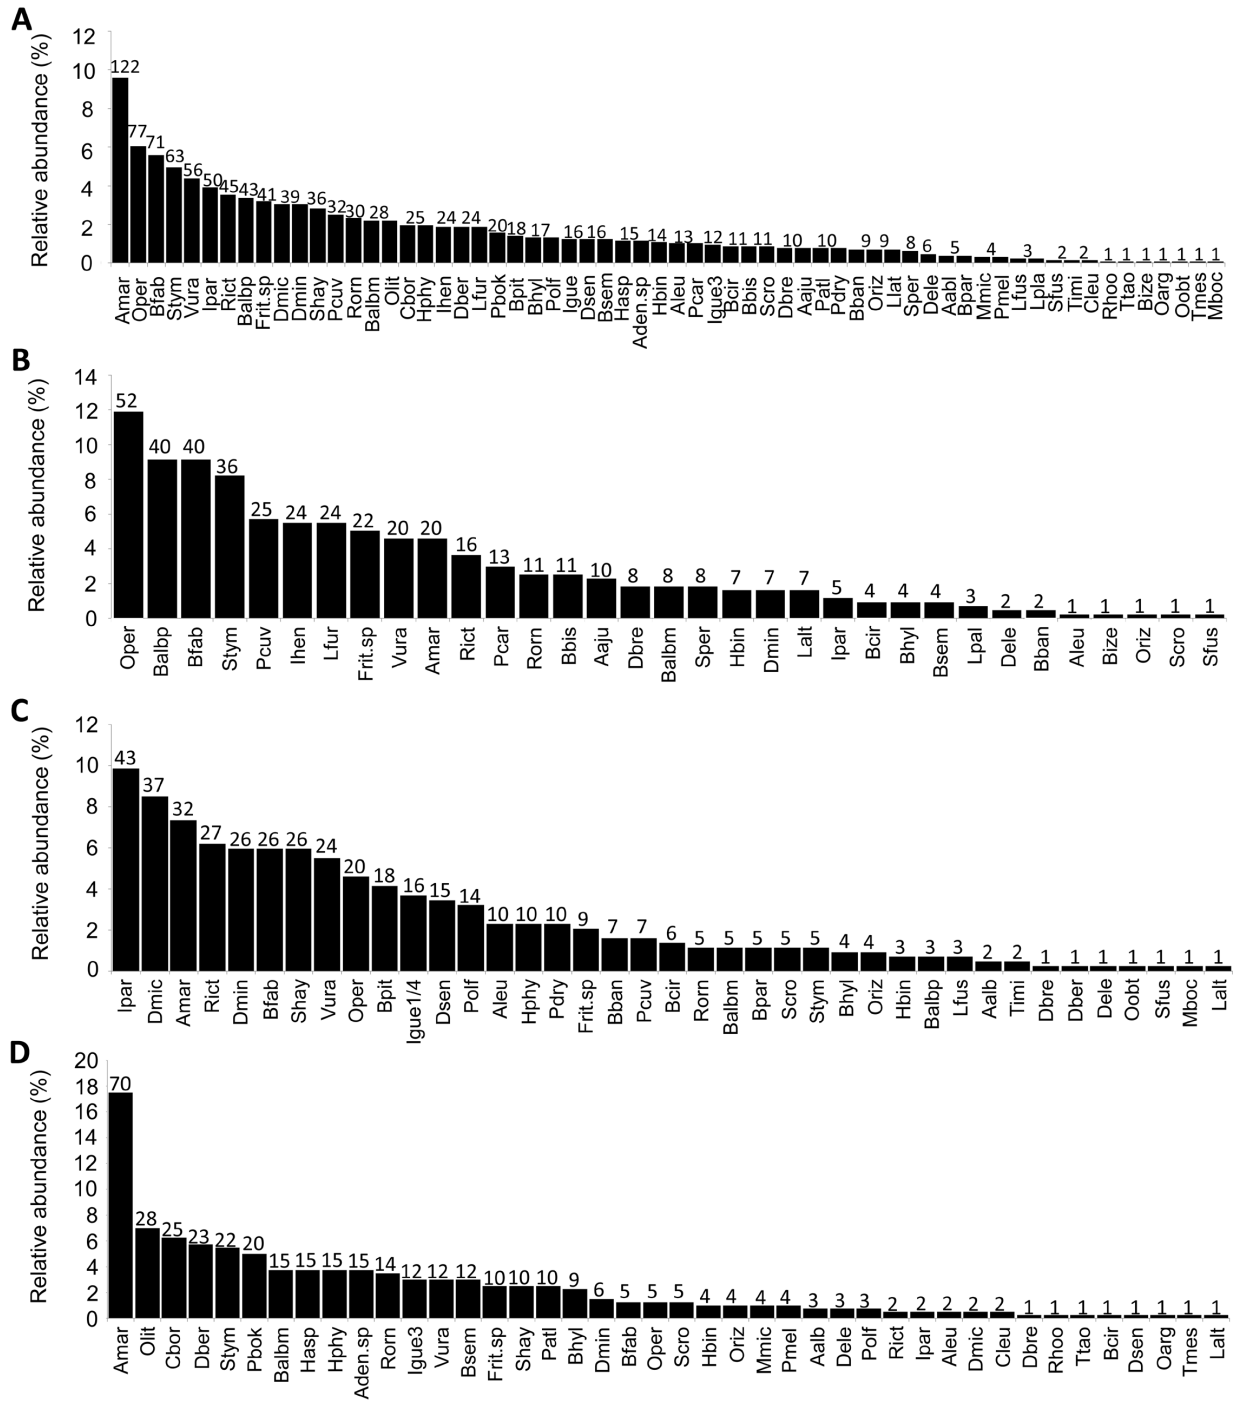 A
Relative abundance (%)
12
10
8
6
4
2
0
122 77 71 63 56 50 45 43 41 39 36 32 30 28 25 24 24 20 18 17 16 16 15 14 13 12 11 11 10 10 9 9 8 6 5 4 3 2 2 1 1 1 1 1 1 1
Amar Oper Bfab Stym Vura Ipar Rict Balbp Frit.sp Dmic Dmin Shay Pcuv Rorn Balbm Olit Cbor Hphy Ihen Dber Lfur Pbok Bpit Bhyl Polf Igue Dsen Bsem Hasp Aden.sp Hbin Aleu Pcar Igue3 Bcir Bbis Scro Dbre Aaju Patl Pdry Bban Oriz Llat Sper Dele Aabl Bpar Mmic Pmel Lfus Lpla Sfus Timi Cleu Rhoo Ttao Bize Oarg Oobt Tmes Mboc
B
Relative abundance (%)
14
12
10
8
6
4
2
0
52 40 40 36 25 24 24 22 20 20 16 13 11 11 10 8 8 8 7 7 7 5 4 4 4 3 2 2 1 1 1 1 1
Oper Balbp Bfab Stym Pcuv Ihen Lfur Frit.sp Vura Amar Rict Pcar Rorn Bbis Aaju Dbre Balbm Sper Hbin Dmin Lalt Ipar Bcir Bhyl Bsem Lpal Dele Bban Aleu Bize Oriz Scro Sfus
C
Relative abundance (%)
12
10
8
6
4
2
0
43 37 32 27 26 26 26 24 20 18 16 15 14 10 10 10 9 7 7 6 5 5 5 5 5 4 4 3 3 3 2 2 1 1 1 1 1 1 1
Ipar Dmic Amar Rict Dmin Bfab Shay Vura Oper Bpit Igue1/4 Dsen Polf Aleu Hphy Pdry Frit.sp Bban Pcuv Bcir Rorn Balbm Bpar Scro Stym Bhyl Oriz Hbin Balbp Lfus Aalb Timi Dbre Dber Dele Oobt Sfus Mboc Lalt
D
Relative abundance (%)
20
18
16
14
12
10
8
6
4
2
0
70 28 25 23 22 20 15 15 15 15 14 12 12 12 10 10 10 9 6 5 5 5 4 4 4 4 3 3 3 2 2 2 2 2 1 1 1 1 1 1 1 1
Amar Olit Cbor Dber Stym Pbok Balbm Hasp Hphy Aden.sp Rorn Igue3 Vura Bsem Frit.sp Shay Patl Bhyl Dmin Bfab Oper Scro Hbin Oriz Mmic Pmel Aalb Dele Polf Rict Ipar Aleu Dmic Cleu Dbre Rhoo Ttao Bcir Dsen Oarg Tmes Lalt